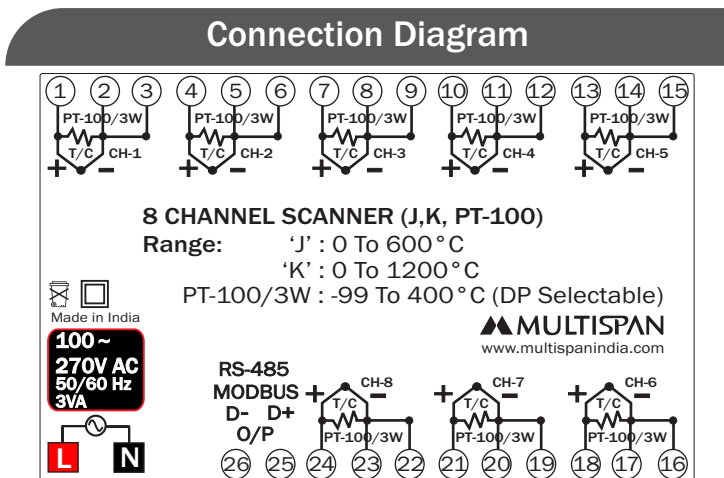 Connection Diagram
1 2 3 4 5 6 7 8 9 10 11 12 13 14 15
PT-100/3W PT-100/3W PT-100/3W PT-100/3W PT-100/3W
T/C CH-1 T/C CH-2 T/C CH-3 T/C CH-4 T/C CH-5
+ − + − + − + − + −
8 CHANNEL SCANNER (J,K, PT-100)
Range: ‘J’ : 0 To 600°C
‘K’ : 0 To 1200°C
PT-100/3W : -99 To 400°C (DP Selectable)
Made in India
MULTISPAN
www.multispanindia.com
100 ~
270V AC
50/60 Hz
3VA
L N
RS-485
MODBUS
D- D+
O/P
+ CH-8 − + CH-7 − + CH-6 −
T/C T/C T/C
PT-100/3W PT-100/3W PT-100/3W
26 25 24 23 22 21 20 19 18 17 16